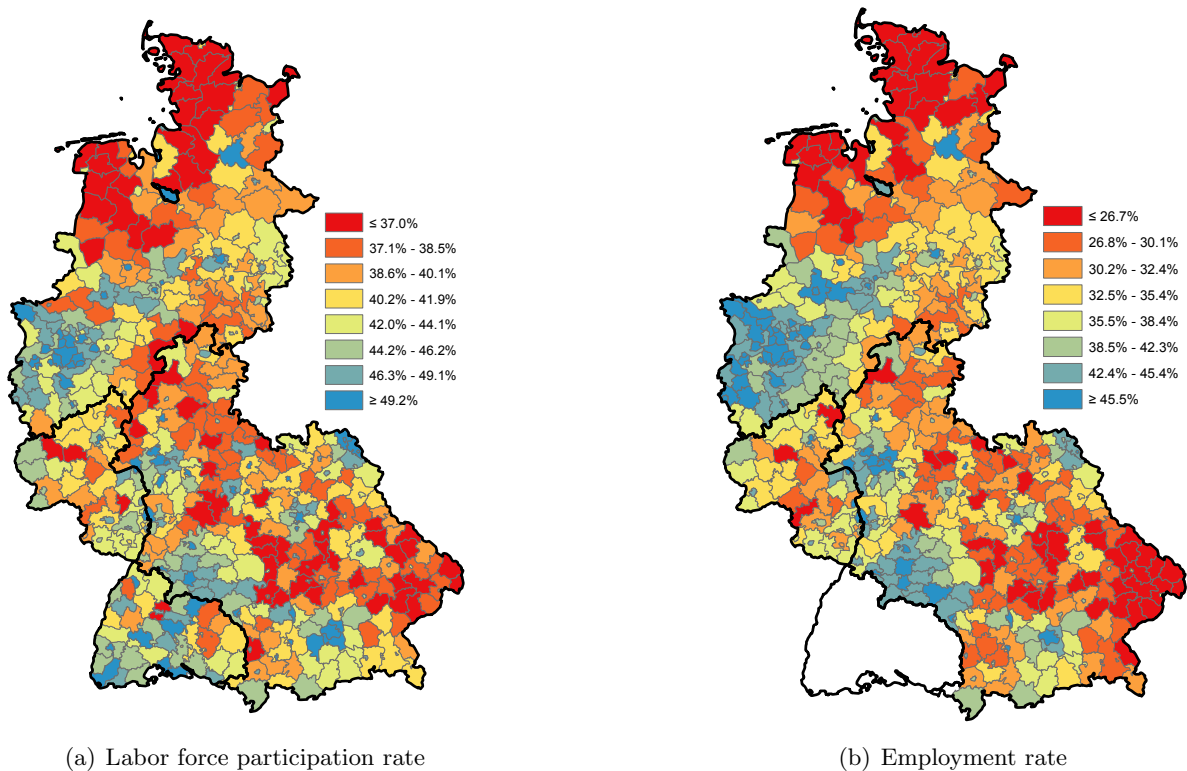 ≤ 37.0%
37.1% - 38.5%
38.6% - 40.1%
40.2% - 41.9%
42.0% - 44.1%
44.2% - 46.2%
46.3% - 49.1%
≥ 49.2%
(a) Labor force participation rate
≤ 26.7%
26.8% - 30.1%
30.2% - 32.4%
32.5% - 35.4%
35.5% - 38.4%
38.5% - 42.3%
42.4% - 45.4%
≥ 45.5%
(b) Employment rate